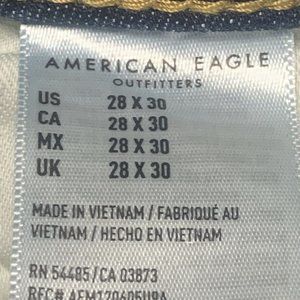 AMERICAN EAGLE
OUTFITTERS
US 28 X 30
CA 28 X 30
MX 28 X 30
UK 28 X 30
MADE IN VIETNAM / FABRIQUÉ AU
VIETNAM / HECHO EN VIETNAM
RN 54485/CA 03873